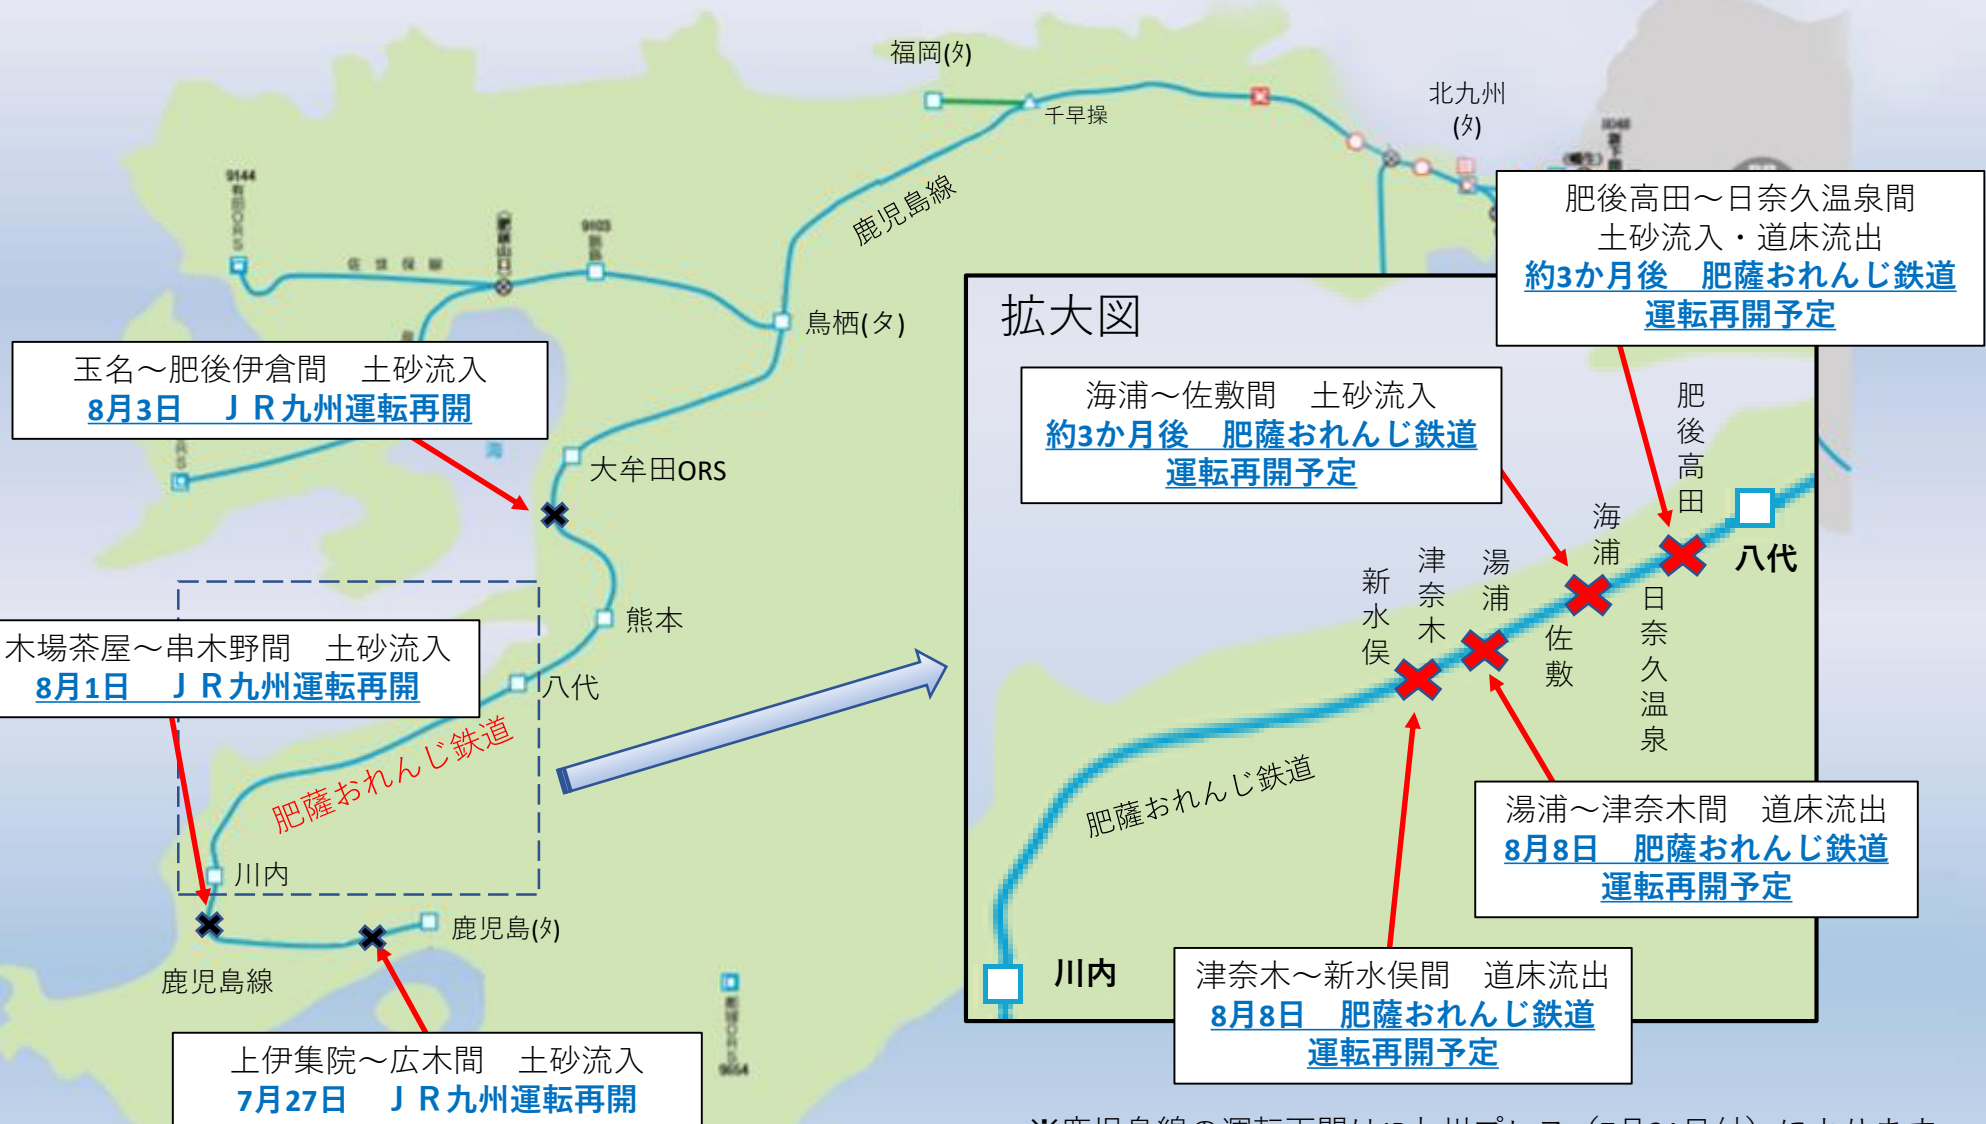 福岡(ﾀ)
千早操
北九州
(ﾀ)
鹿児島線
9144
有田ORS
佐世保線
9103
鳥栖(タ)
肥後高田～日奈久温泉間
土砂流入・道床流出
約3か月後　肥薩おれんじ鉄道
運転再開予定
拡大図
玉名～肥後伊倉間　土砂流入
8月3日　ＪＲ九州運転再開
海浦～佐敷間　土砂流入
約3か月後　肥薩おれんじ鉄道
運転再開予定
大牟田ORS
海
肥後高田
海浦
湯浦
津奈木
新水俣
八代
佐敷
日奈久温泉
熊本
木場茶屋～串木野間　土砂流入
8月1日　ＪＲ九州運転再開
八代
肥薩おれんじ鉄道
肥薩おれんじ鉄道
湯浦～津奈木間　道床流出
8月8日　肥薩おれんじ鉄道
運転再開予定
川内
鹿児島(ﾀ)
鹿児島線
川内
津奈木～新水俣間　道床流出
8月8日　肥薩おれんじ鉄道
運転再開予定
上伊集院～広木間　土砂流入
7月27日　ＪＲ九州運転再開